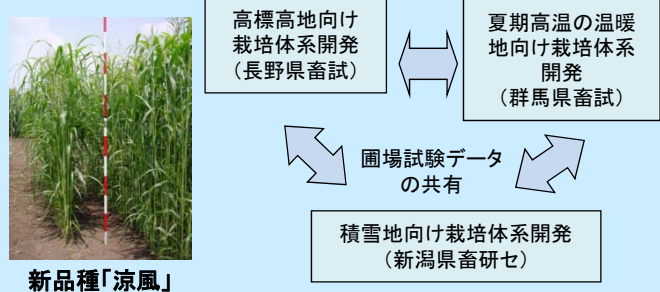 高標高地向け
栽培体系開発
（長野県畜試）
夏期高温の温暖
地向け栽培体系
開発
（群馬県畜試）
圃場試験データ
の共有
積雪地向け栽培体系開発
（新潟県畜研セ）
新品種「涼風」